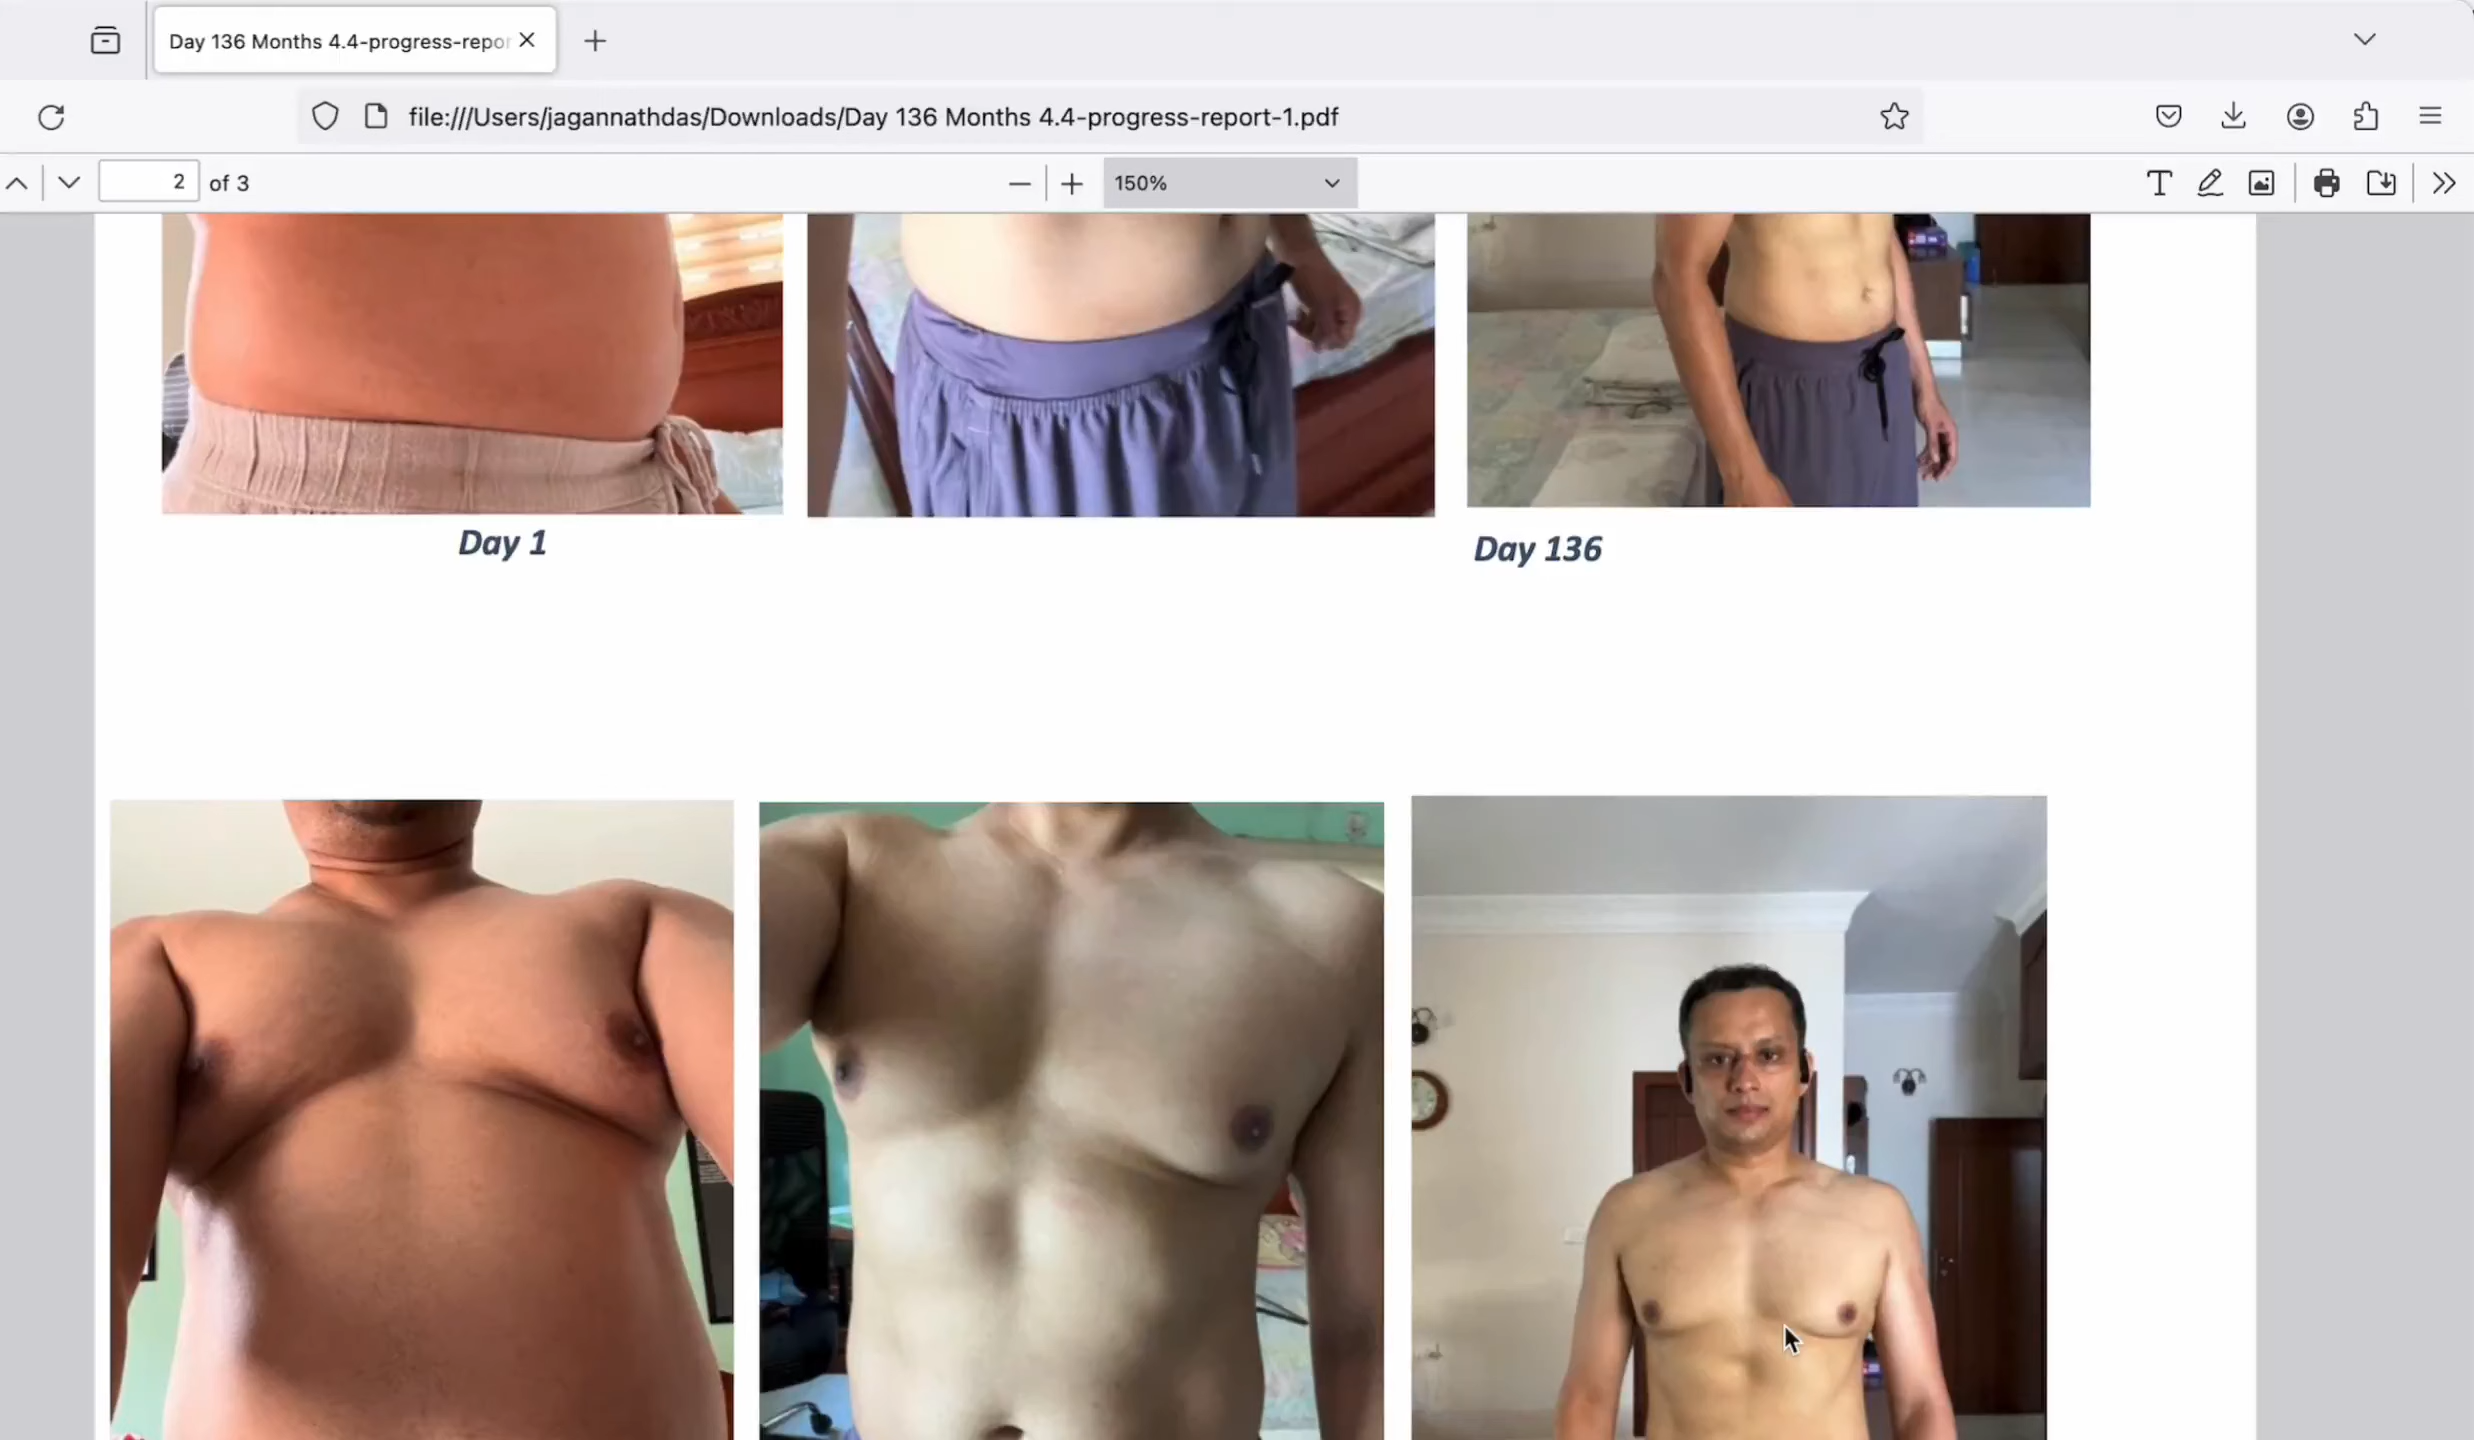 Day 136 Months 4.4-progress-repor
file:///Users/jagannathdas/Downloads/Day 136 Months 4.4-progress-report-1.pdf
2 of 3
150%
Day 1
Day 136